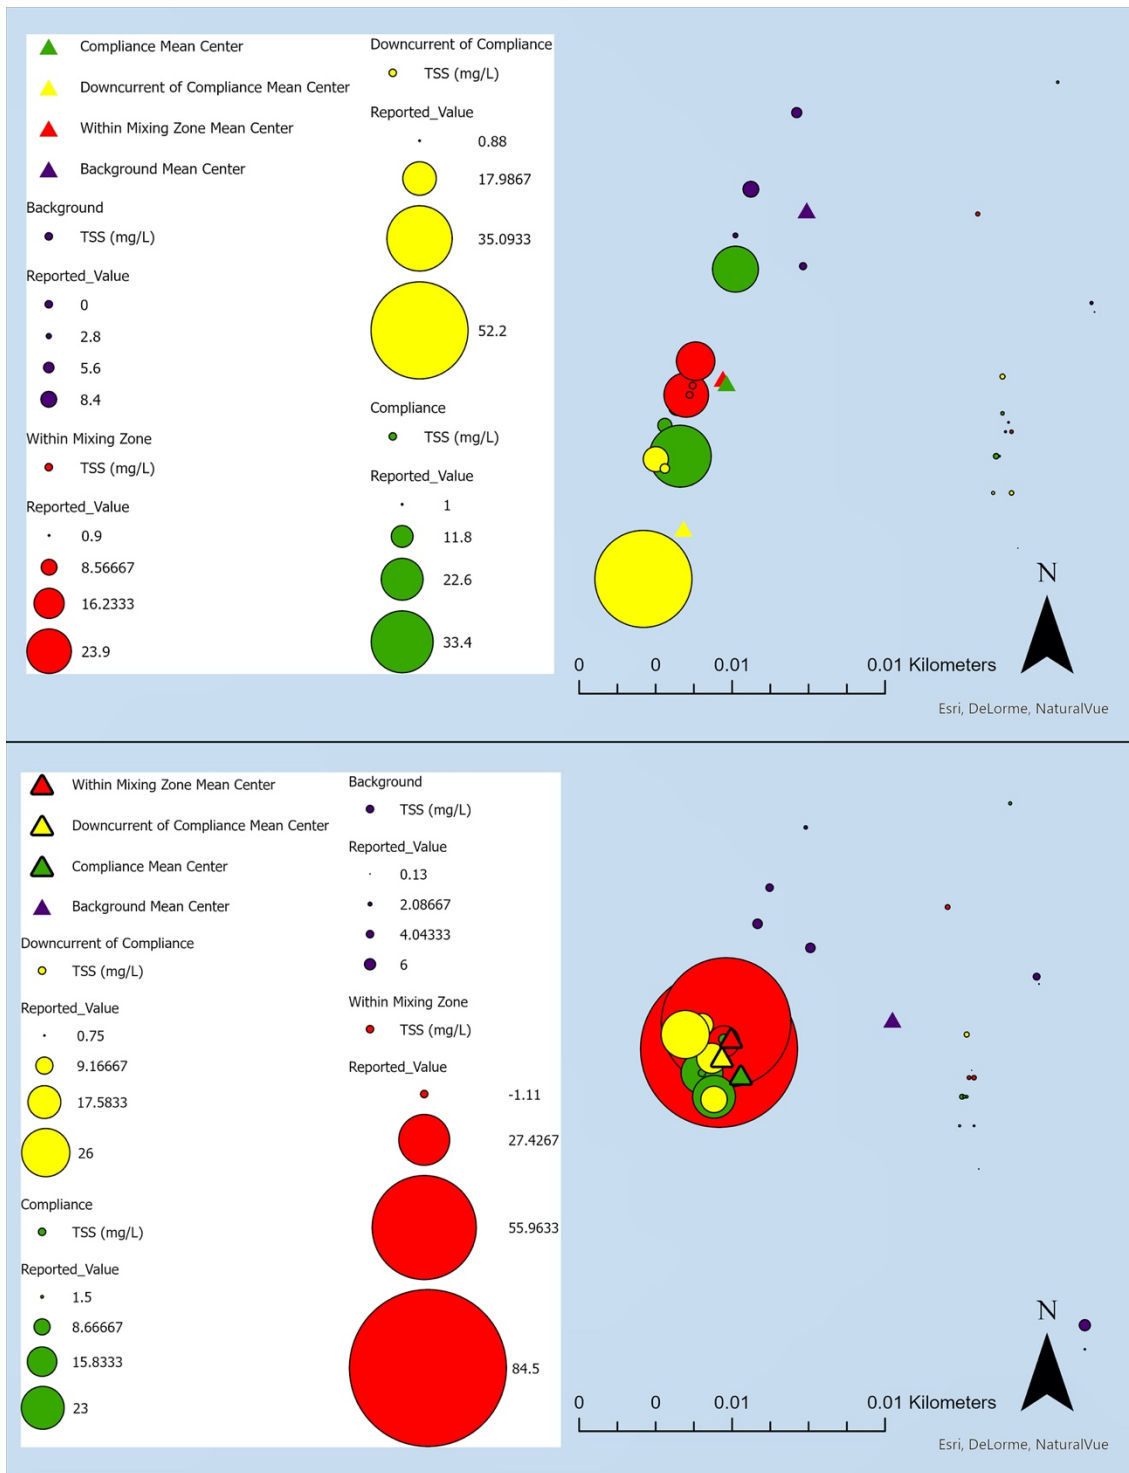 Compliance Mean Center
Downcurrent of Compliance Mean Center
Within Mixing Zone Mean Center
Background Mean Center
Background
TSS (mg/L)
Reported_Value
0
2.8
5.6
8.4
Within Mixing Zone
TSS (mg/L)
Reported_Value
0.9
8.56667
16.2333
23.9
Downcurrent of Compliance
TSS (mg/L)
Reported_Value
0.88
17.9867
35.0933
52.2
Compliance
TSS (mg/L)
Reported_Value
1
11.8
22.6
33.4
N
0 0 0.01 0.01 Kilometers
Esri, DeLorme, NaturalVue
Within Mixing Zone Mean Center
Downcurrent of Compliance Mean Center
Compliance Mean Center
Background Mean Center
Downcurrent of Compliance
TSS (mg/L)
Reported_Value
0.75
9.16667
17.5833
26
Compliance
TSS (mg/L)
Reported_Value
1.5
8.66667
15.8333
23
Background
TSS (mg/L)
Reported_Value
0.13
2.08667
4.04333
6
Within Mixing Zone
TSS (mg/L)
Reported_Value
-1.11
27.4267
55.9633
84.5
N
0 0 0.01 0.01 Kilometers
Esri, DeLorme, NaturalVue